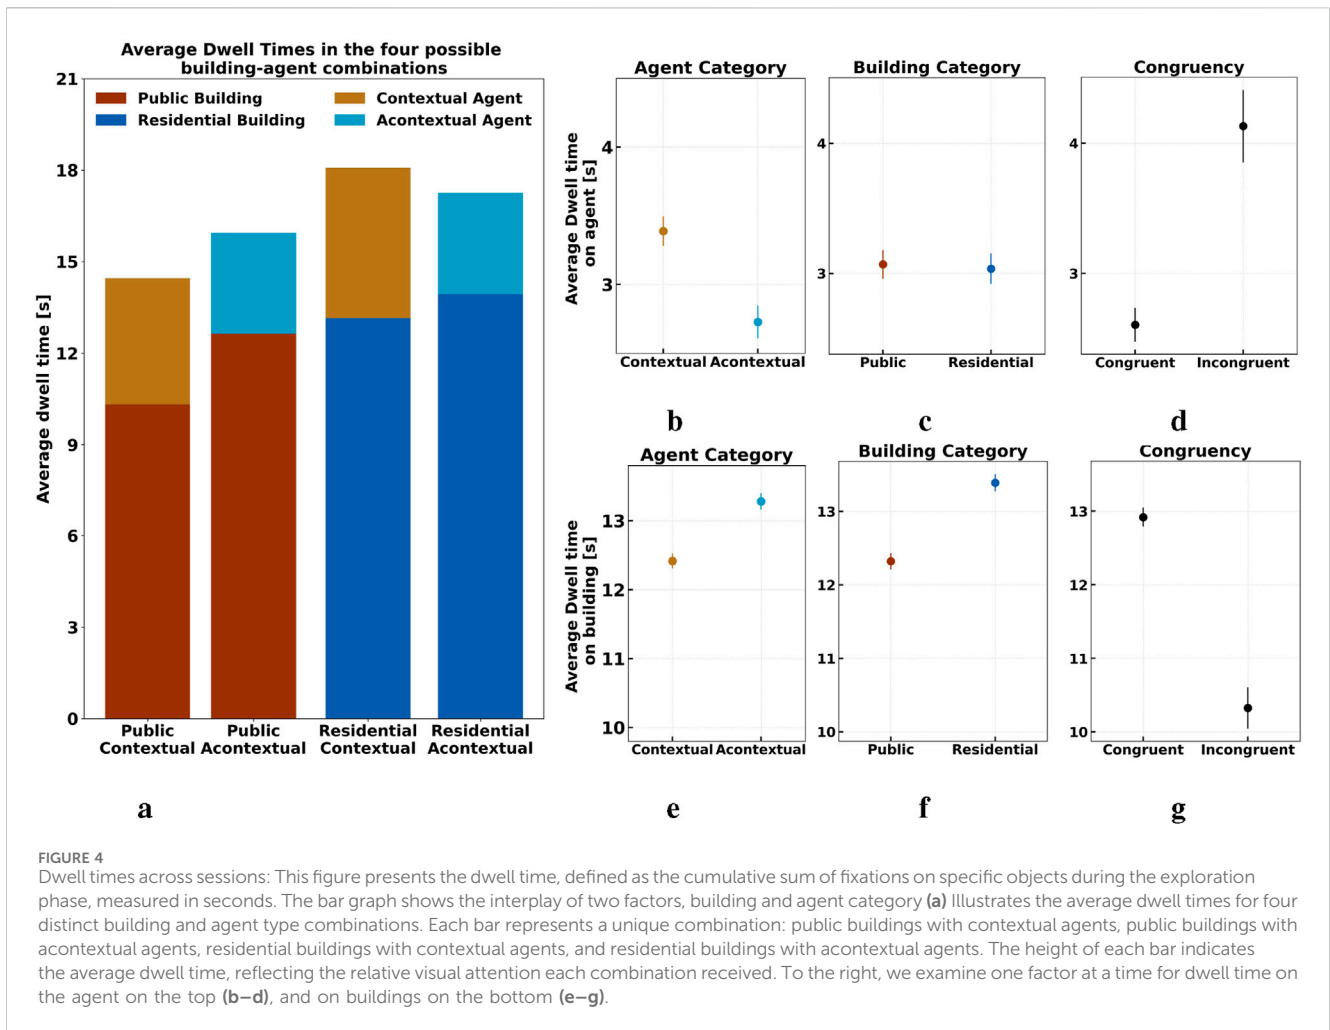 Average Dwell Times in the four possible
building-agent combinations
Average dwell time [s]
21
18
15
12
9
6
3
0
Public Building
Residential Building
Contextual Agent
Acontextual Agent
Public
Contextual
Public
Acontextual
Residential
Contextual
Residential
Acontextual
a
Agent Category
Average Dwell time
on agent [s]
4
3
Contextual Acontextual
b
Building Category
4
3
Public Residential
c
Congruency
4
3
Congruent Incongruent
d
Agent Category
Average Dwell time
on building [s]
13
12
11
10
Contextual Acontextual
e
Building Category
13
12
11
10
Public Residential
f
Congruency
13
12
11
10
Congruent Incongruent
g
FIGURE 4
Dwell times across sessions: This figure presents the dwell time, defined as the cumulative sum of fixations on specific objects during the exploration
phase, measured in seconds. The bar graph shows the interplay of two factors, building and agent category (a) Illustrates the average dwell times for four
distinct building and agent type combinations. Each bar represents a unique combination: public buildings with contextual agents, public buildings with
acontextual agents, residential buildings with contextual agents, and residential buildings with acontextual agents. The height of each bar indicates
the average dwell time, reflecting the relative visual attention each combination received. To the right, we examine one factor at a time for dwell time on
the agent on the top (b–d), and on buildings on the bottom (e–g).